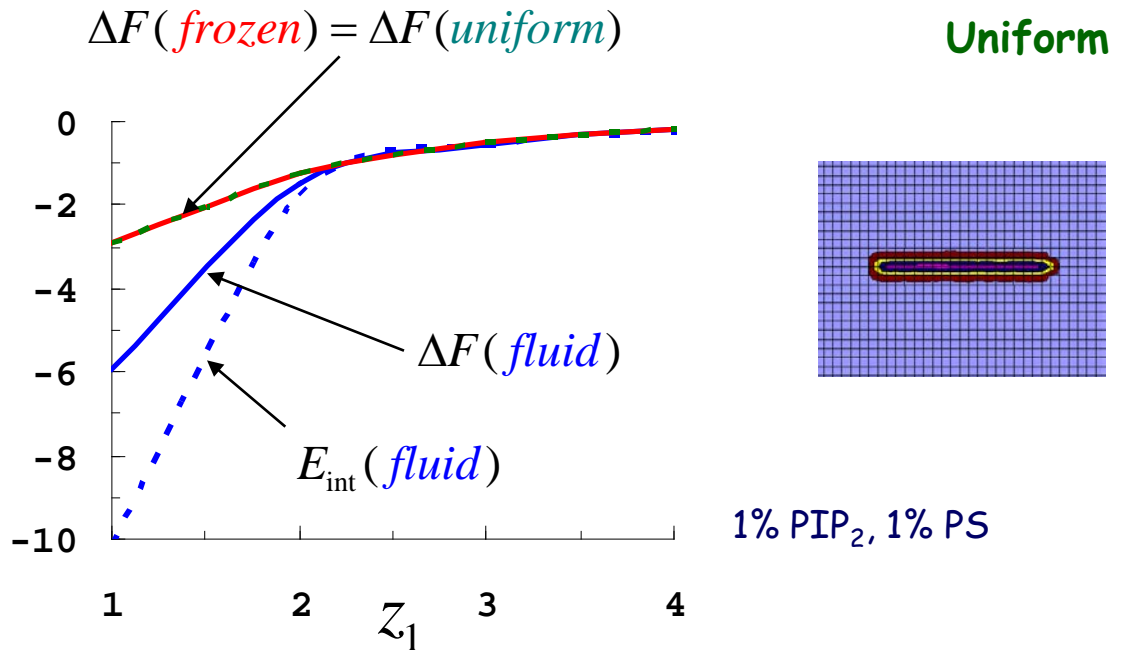 ΔF(frozen) = ΔF(uniform)
Uniform
0
-2
-4
-6
-8
-10
ΔF(fluid)
E_int(fluid)
1% PIP₂, 1% PS
1 2 3 4
z₁